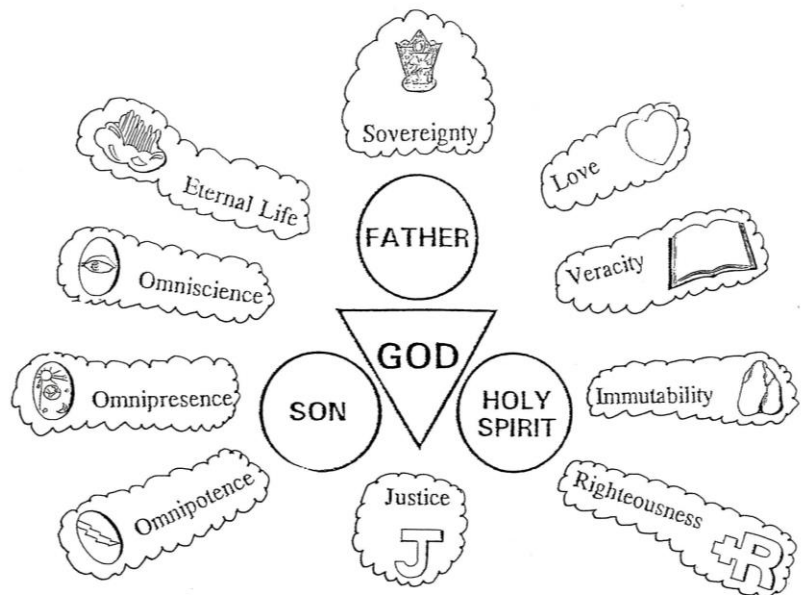 Sovereignty
Eternal Life
Love
FATHER
Omniscience
Veracity
GOD
Omnipresence
SON
HOLY
SPIRIT
Immutability
Omnipotence
Justice
J
Righteousness
+R